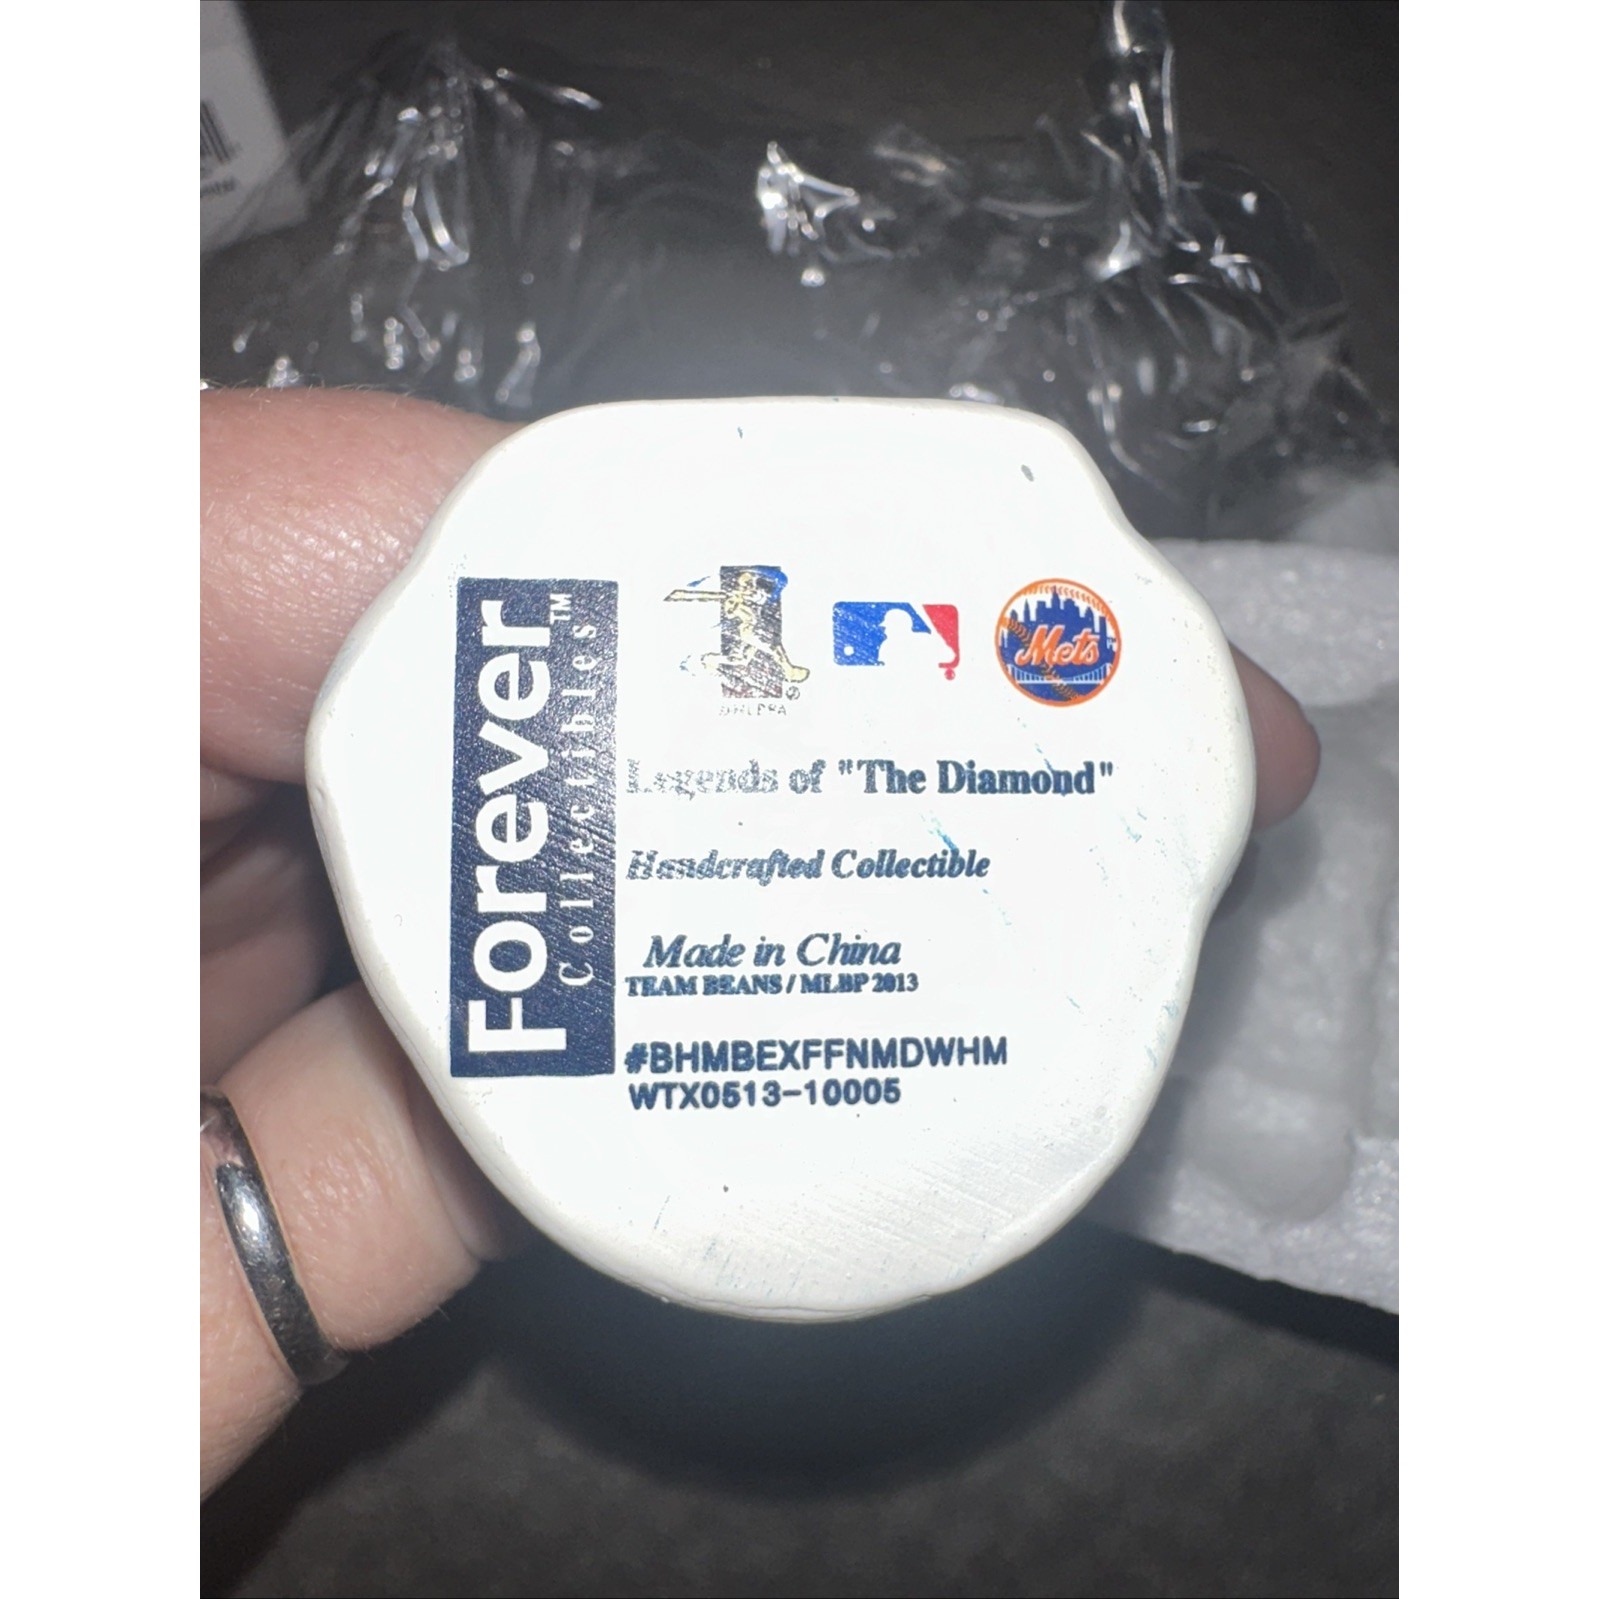 Forever™
Collectibles
Mets
Legends of "The Diamond"
Handcrafted Collectible
Made in China
TEAM BEANS / MLBP 2013
#BHMBEXFFNMDWHM
WTX0513-10005